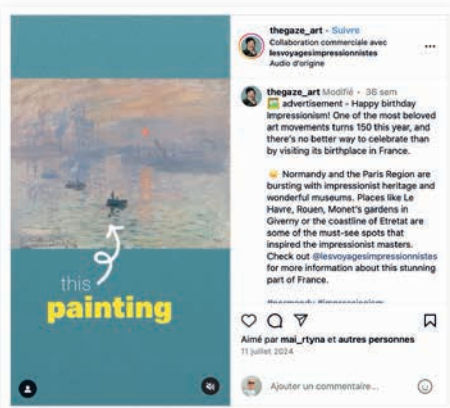 this
painting
thegaze_art • Suivre
Collaboration commerciale avec
lesvoyagesimpressionnistes
Audio d'origine
thegaze_art Modifié • 36 sem
advertisement - Happy birthday
Impressionism! One of the most beloved
art movements turns 150 this year, and
there's no better way to celebrate than
by visiting its birthplace in France.
Normandy and the Paris Region are
bursting with impressionist heritage and
wonderful museums. Places like Le
Havre, Rouen, Monet's gardens in
Giverny or the coastline of Etretat are
some of the must-see spots that
inspired the impressionist masters.
Check out @lesvoyagesimpressionnistes
for more information about this stunning
part of France.
#normandy #impressionism
Aimé par mai_rtyna et autres personnes
11 juillet 2024
Ajouter un commentaire...